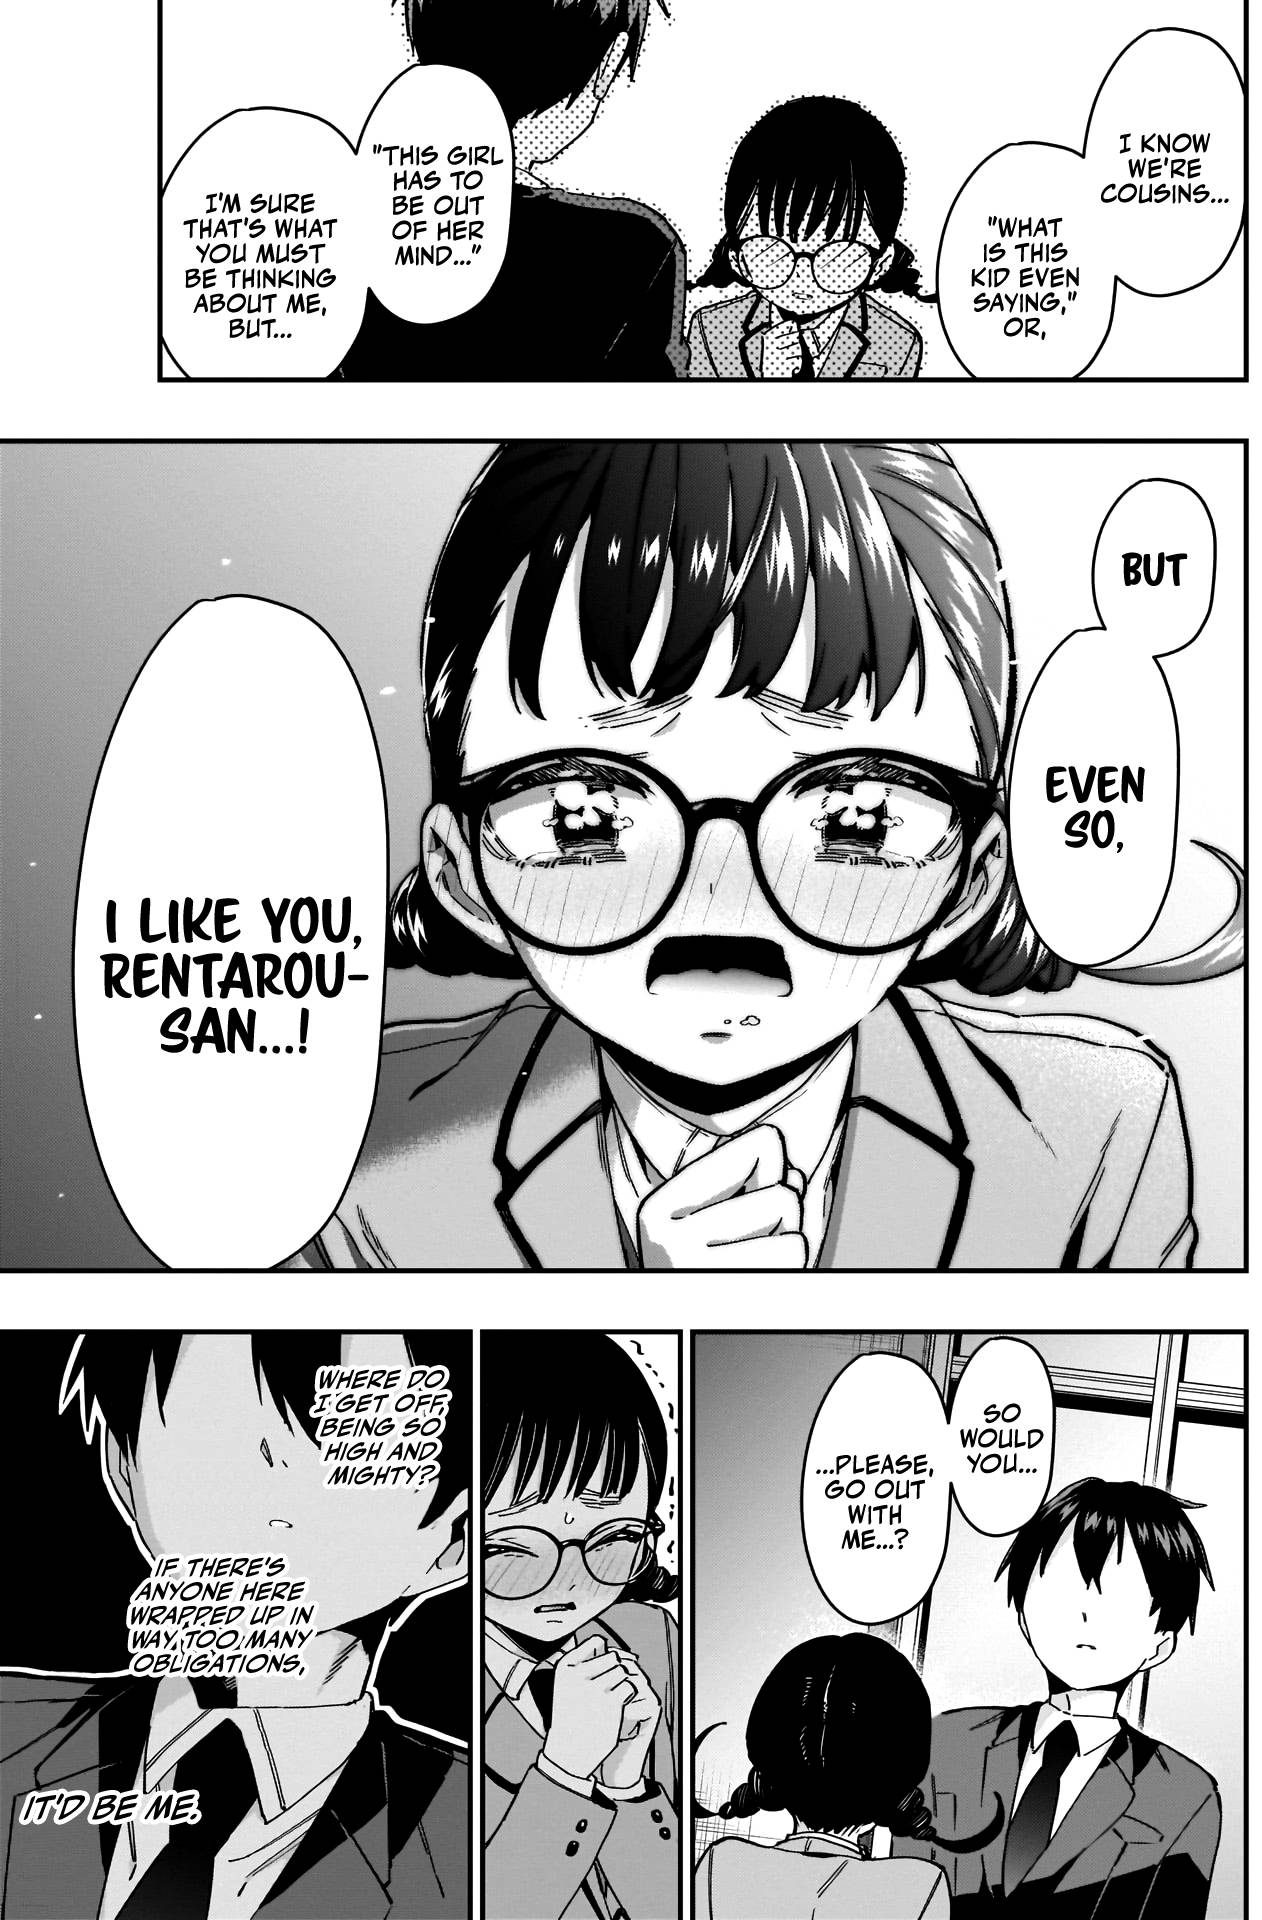 I KNOW
WE'RE
COUSINS...
"WHAT
IS THIS
KID EVEN
SAYING,"
OR,
"THIS GIRL
HAS TO
BE OUT
OF HER
MIND..."
I'M SURE
THAT'S WHAT
YOU MUST
BE THINKING
ABOUT ME,
BUT...
BUT
EVEN
SO,
I LIKE YOU,
RENTAROU-
SAN...!
SO
WOULD
YOU...
...PLEASE,
GO OUT
WITH
ME...?
WHERE DO
I GET OFF,
BEING SO
HIGH AND
MIGHTY?
IF THERE'S
ANYONE HERE
WRAPPED UP IN
WAY TOO MANY
OBLIGATIONS,
IT'D BE ME.